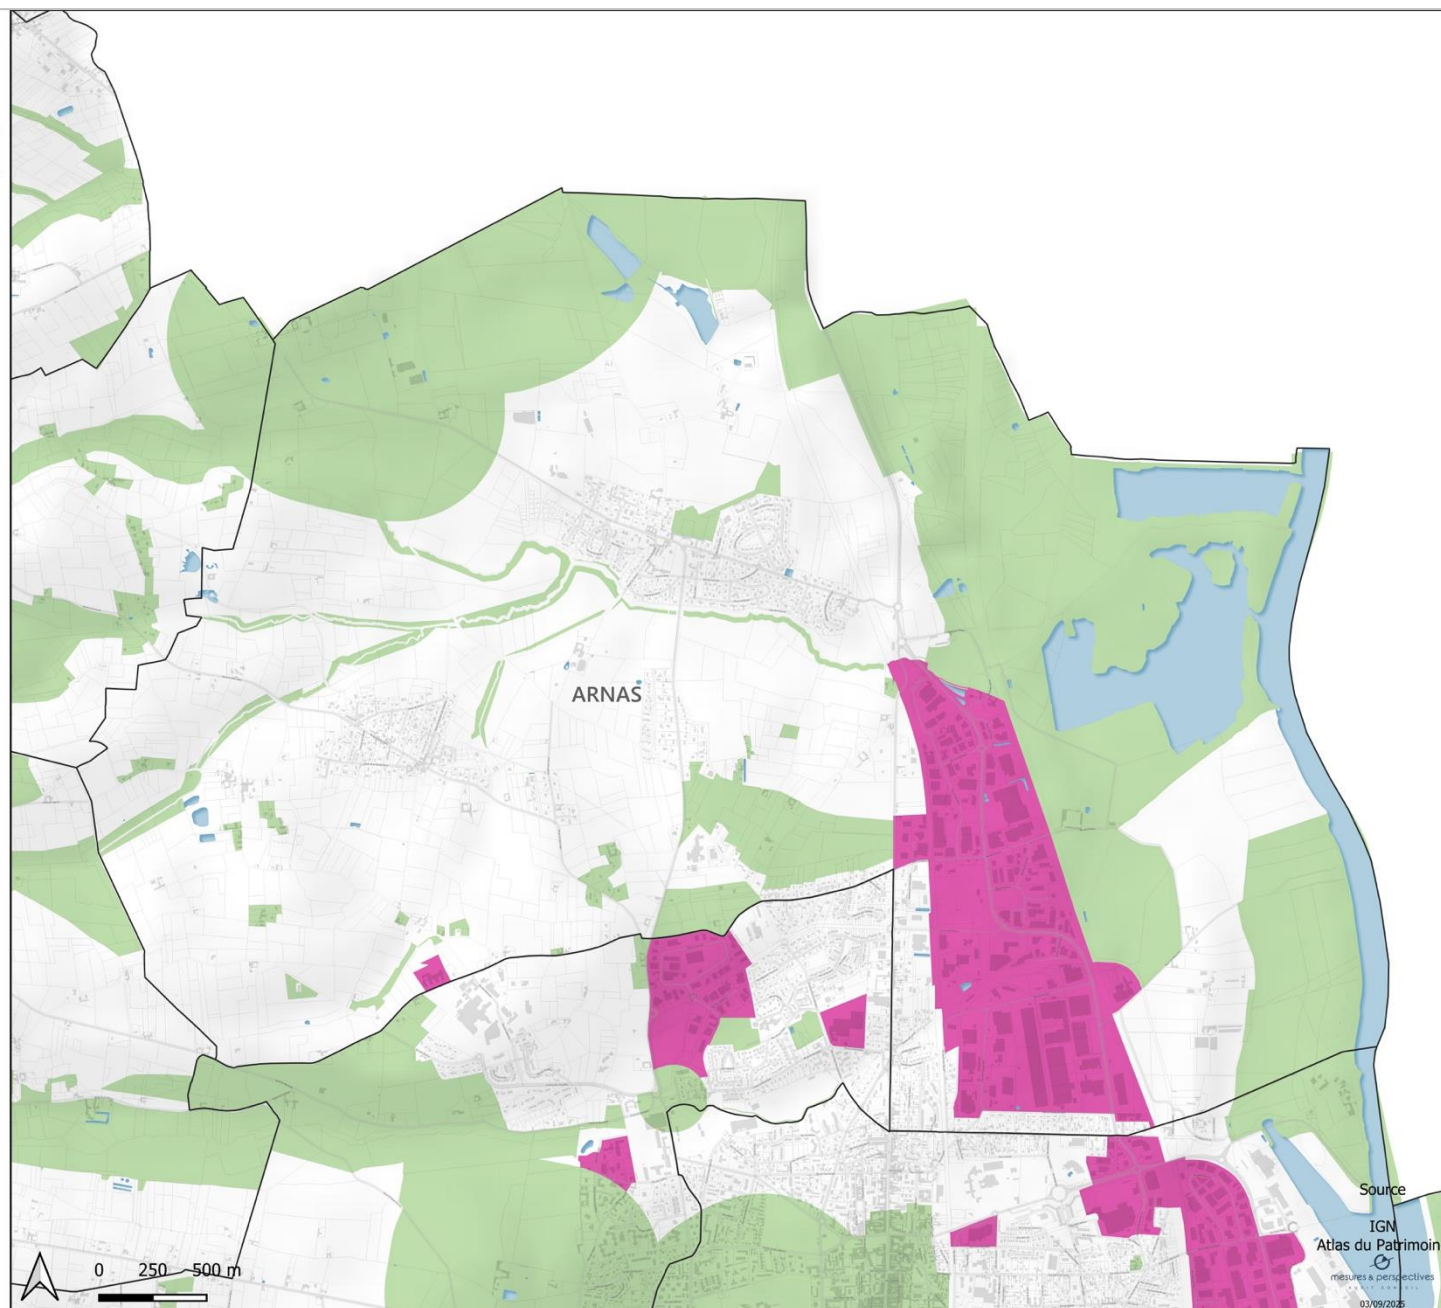 ARNAS
Source
IGN
Atlas du Patrimoin
mesures & perspectives
0 250 500 m
03/09/2025